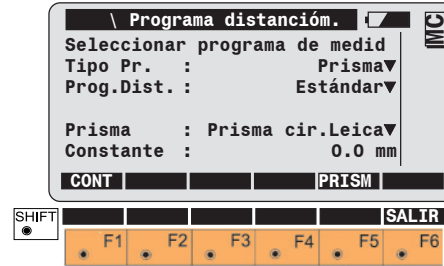 \ Programa distancióm.
MC
Seleccionar programa de medid
Tipo Pr. : Prisma▼
Prog.Dist. : Estándar▼
Prisma : Prisma cir.Leica▼
Constante : 0.0 mm
CONT PRISM
SHIFT SALIR
F1 F2 F3 F4 F5 F6